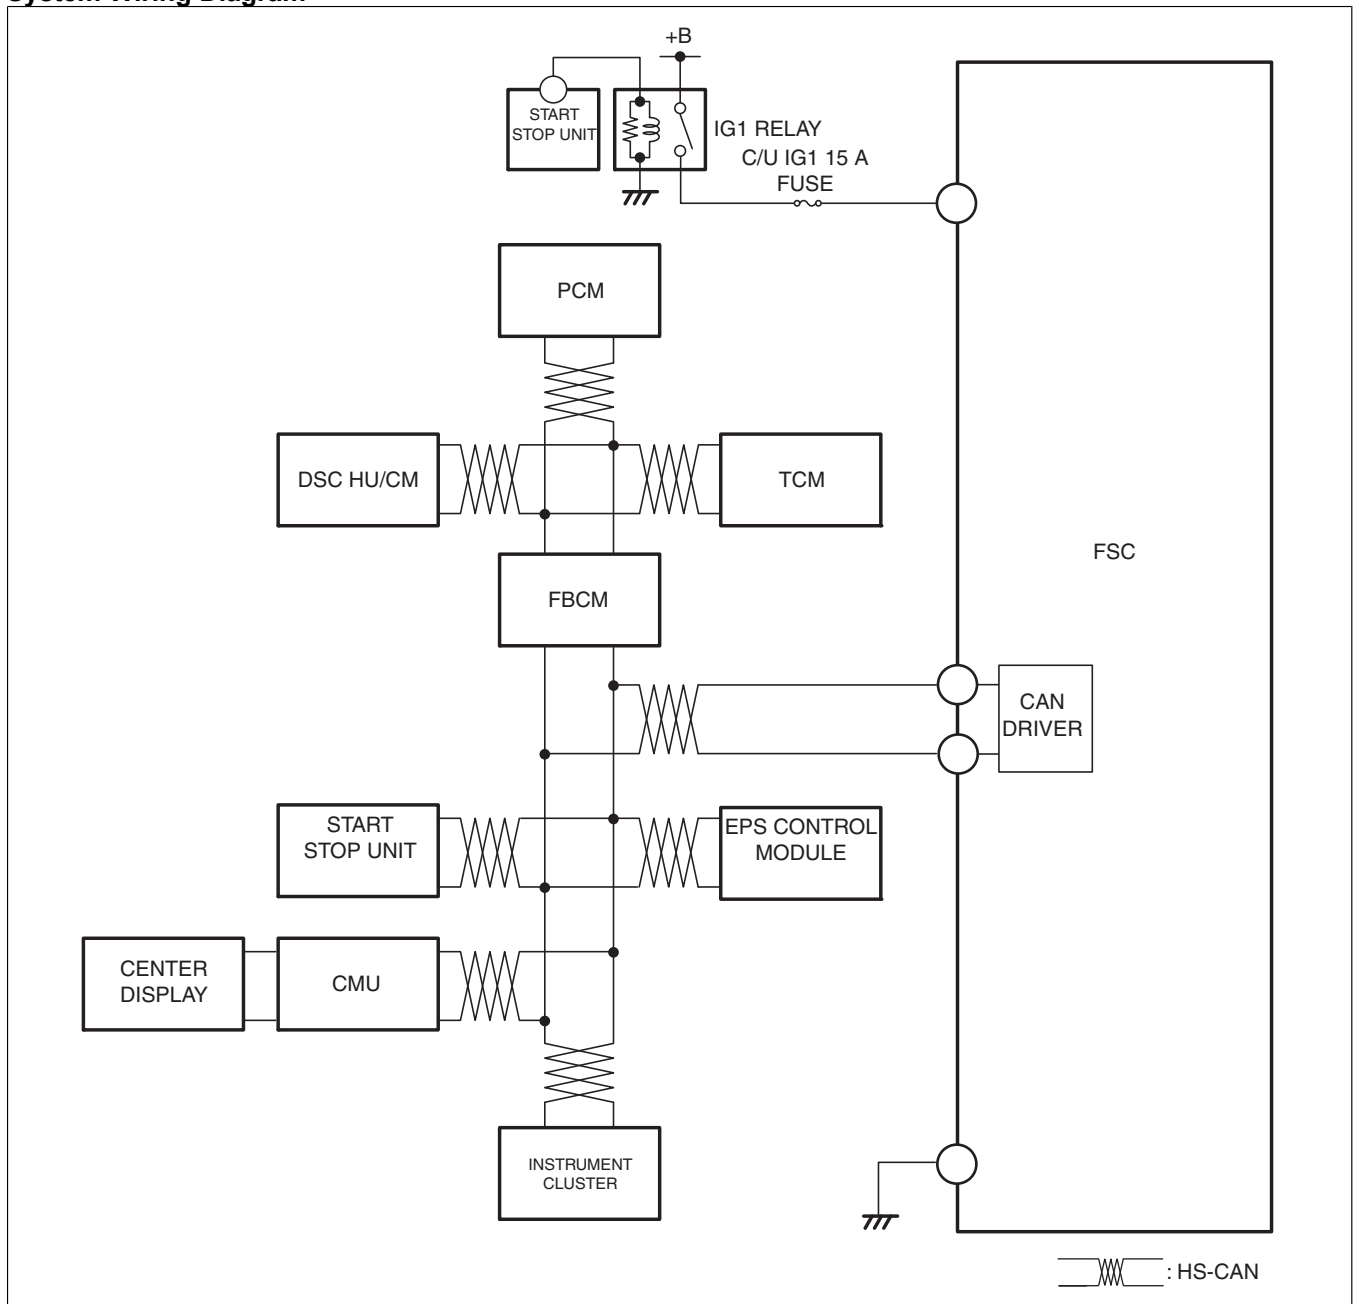 System Wiring Diagram
+B
START
STOP UNIT
IG1 RELAY
C/U IG1 15 A
FUSE
PCM
DSC HU/CM
TCM
FSC
FBCM
CAN
DRIVER
START
STOP UNIT
EPS CONTROL
MODULE
CENTER
DISPLAY
CMU
INSTRUMENT
CLUSTER
: HS-CAN